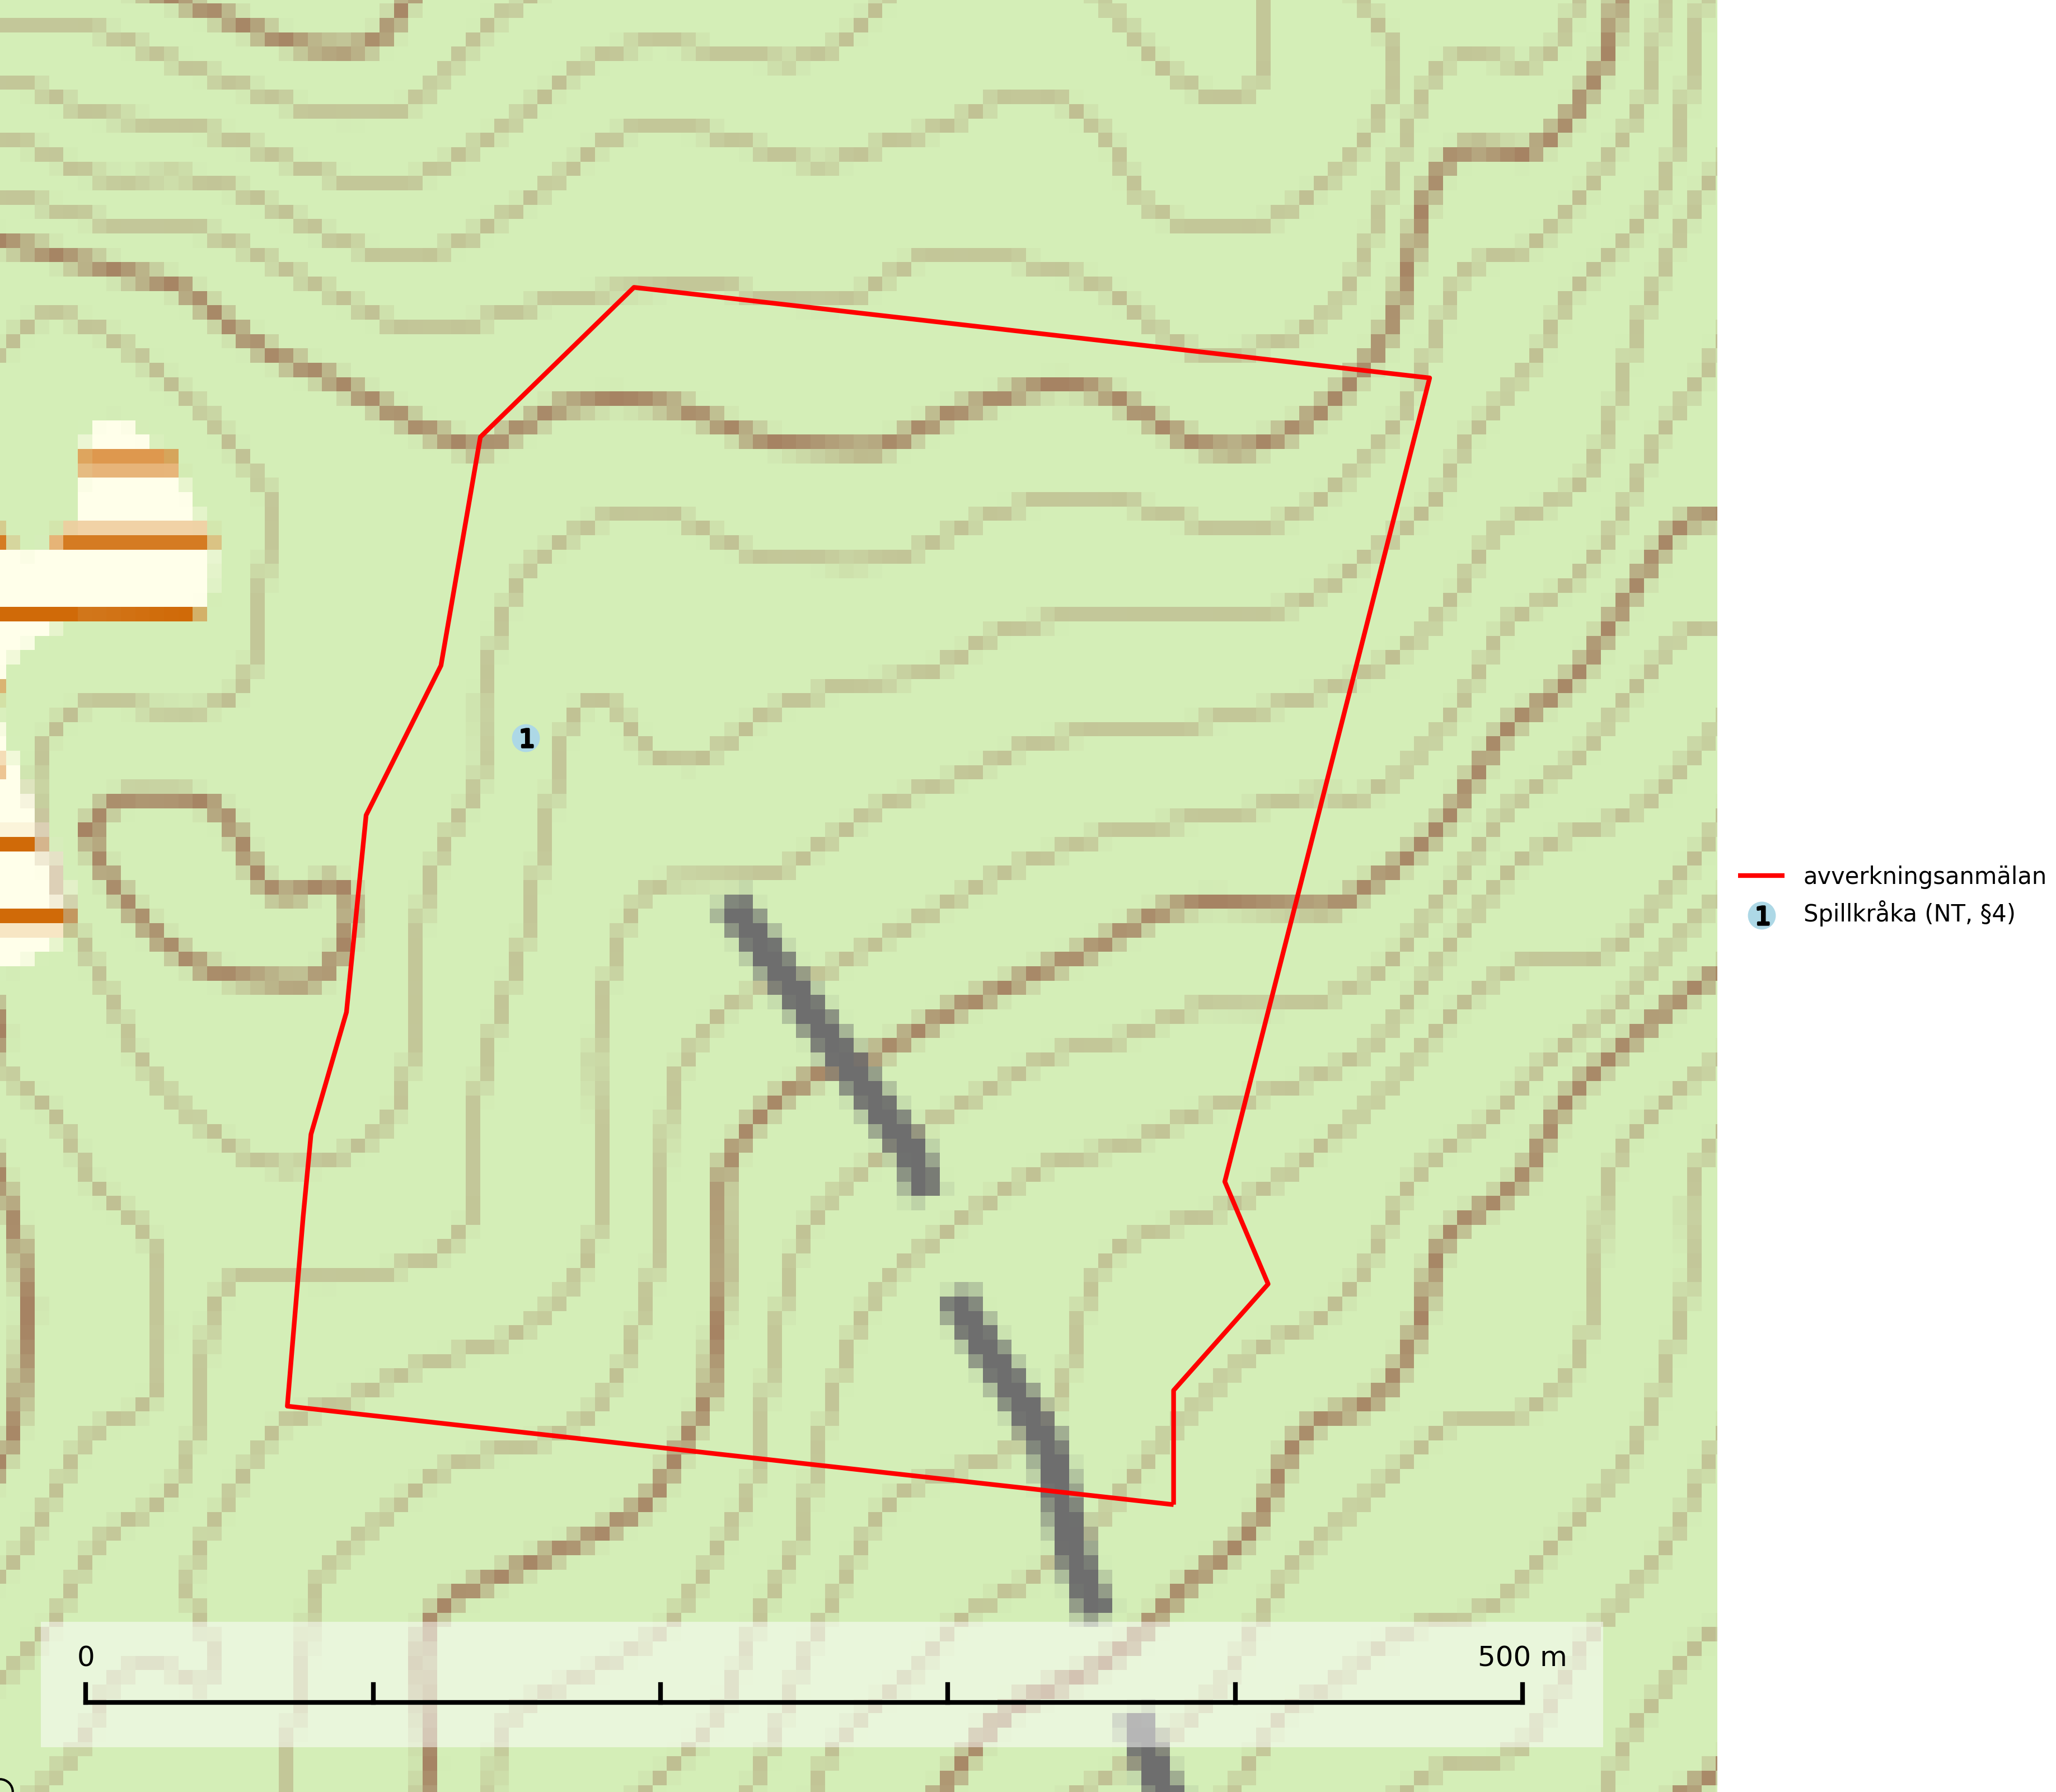 1
avverkningsanmälan
1 Spillkråka (NT, §4)
0 500 m